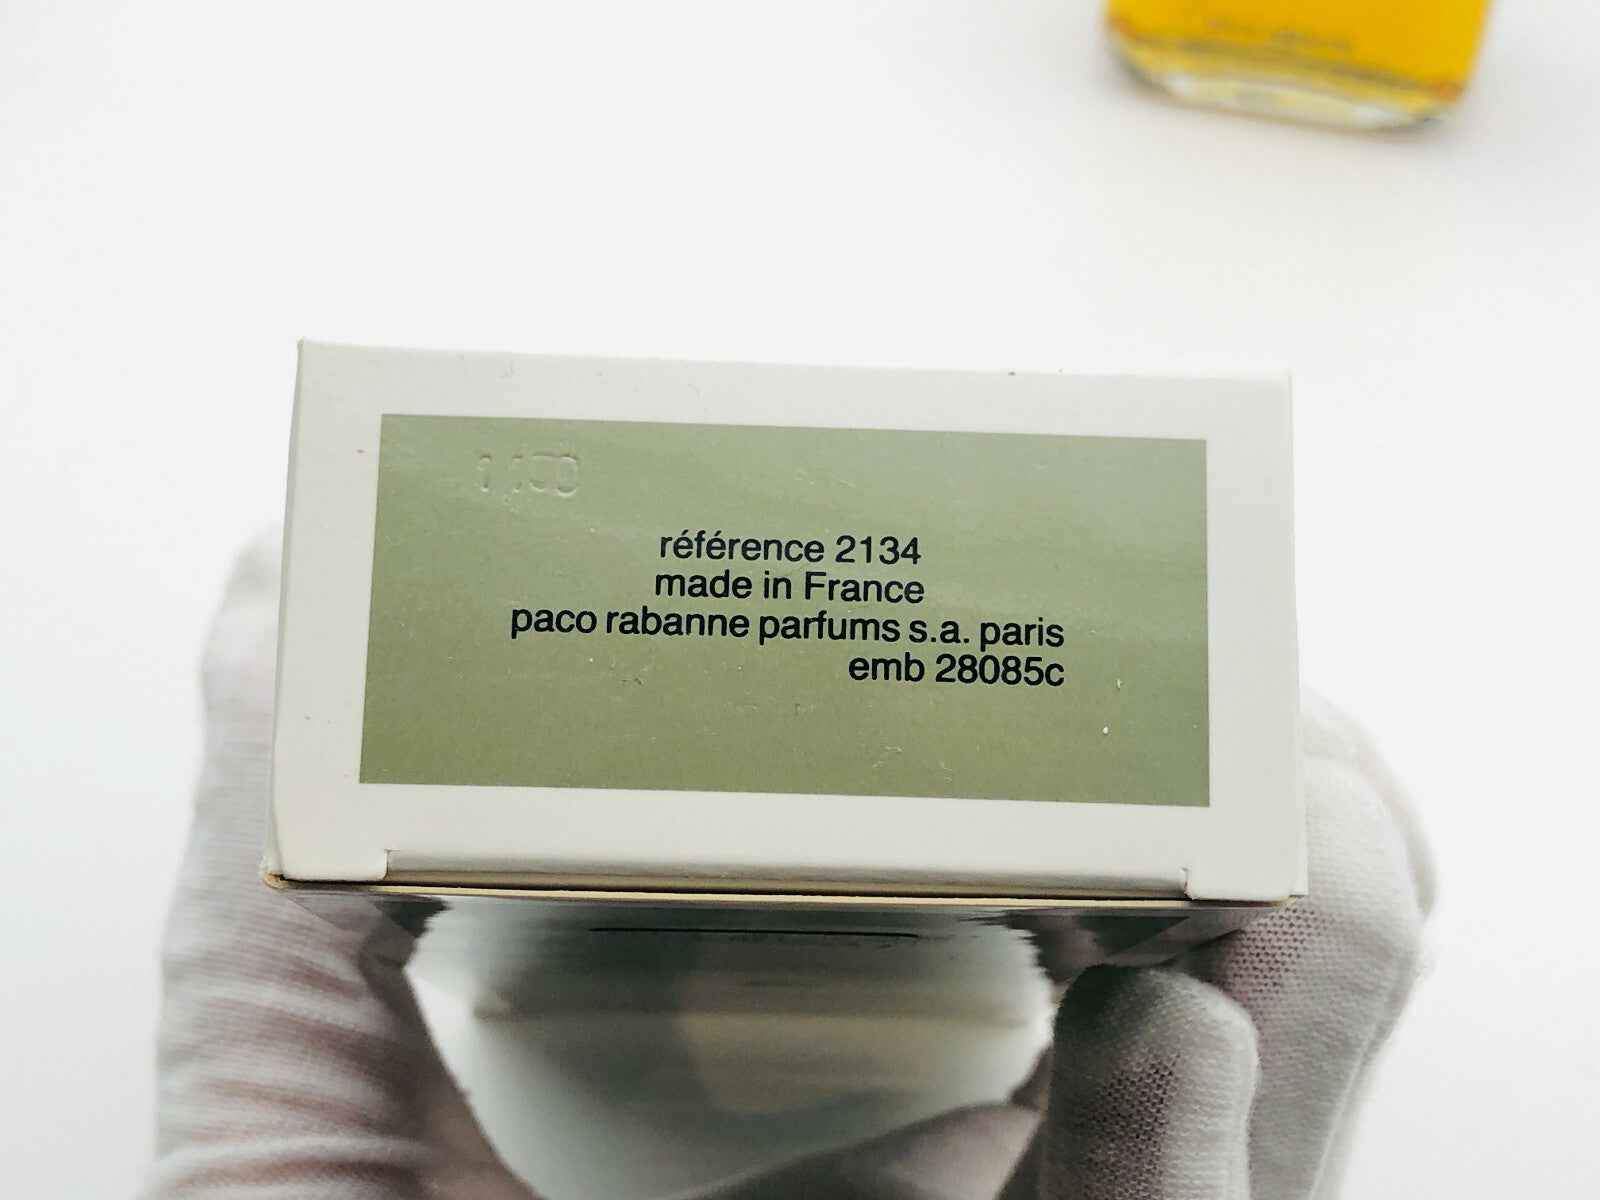 référence 2134
made in France
paco rabanne parfums s.a. paris
emb 28085c